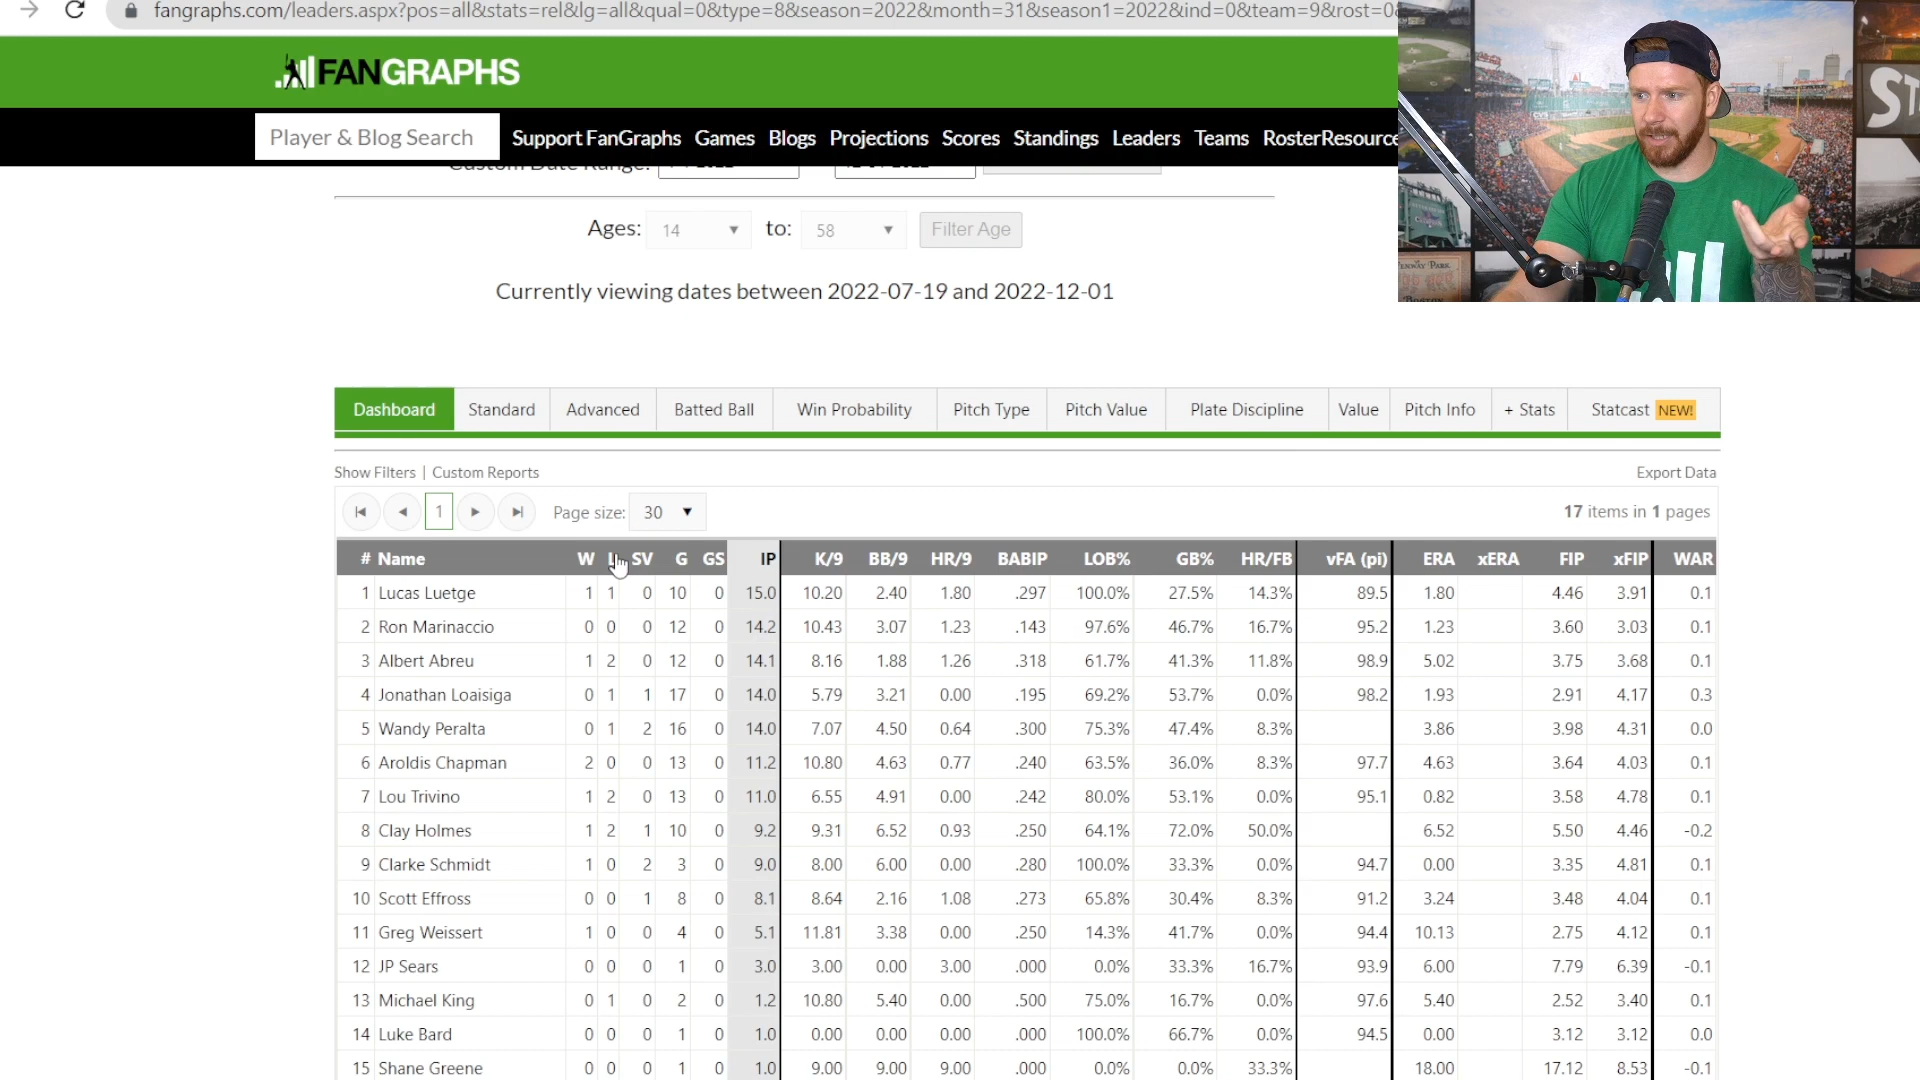 fangraphs.com/leaders.aspx?pos=all&stats=rel&lg=all&qual=0&type=8&season=2022&month=31&season1=2022&ind=0&team=9&rost=0&
FANGRAPHS
Player & Blog Search Support FanGraphs Games Blogs Projections Scores Standings Leaders Teams RosterResource
Custom Date Range:
Ages: 14 to: 58 Filter Age
Currently viewing dates between 2022-07-19 and 2022-12-01
Dashboard Standard Advanced Batted Ball Win Probability Pitch Type Pitch Value Plate Discipline Value Pitch Info + Stats Statcast NEW!
Show Filters | Custom Reports Export Data
1 Page size: 30 17 items in 1 pages
# Name W L SV G GS IP K/9 BB/9 HR/9 BABIP LOB% GB% HR/FB vFA (pi) ERA xERA FIP xFIP WAR
1 Lucas Luetge 1 1 0 10 0 15.0 10.20 2.40 1.80 .297 100.0% 27.5% 14.3% 89.5 1.80 4.46 3.91 0.1
2 Ron Marinaccio 0 0 0 12 0 14.2 10.43 3.07 1.23 .143 97.6% 46.7% 16.7% 95.2 1.23 3.60 3.03 0.1
3 Albert Abreu 1 2 0 12 0 14.1 8.16 1.88 1.26 .318 61.7% 41.3% 11.8% 98.9 5.02 3.75 3.68 0.1
4 Jonathan Loaisiga 0 1 1 17 0 14.0 5.79 3.21 0.00 .195 69.2% 53.7% 0.0% 98.2 1.93 2.91 4.17 0.3
5 Wandy Peralta 0 1 2 16 0 14.0 7.07 4.50 0.64 .300 75.3% 47.4% 8.3% 3.86 3.98 4.31 0.0
6 Aroldis Chapman 2 0 0 13 0 11.2 10.80 4.63 0.77 .240 63.5% 36.0% 8.3% 97.7 4.63 3.64 4.03 0.1
7 Lou Trivino 1 2 0 13 0 11.0 6.55 4.91 0.00 .242 80.0% 53.1% 0.0% 95.1 0.82 3.58 4.78 0.1
8 Clay Holmes 1 2 1 10 0 9.2 9.31 6.52 0.93 .250 64.1% 72.0% 50.0% 6.52 5.50 4.46 -0.2
9 Clarke Schmidt 1 0 2 3 0 9.0 8.00 6.00 0.00 .280 100.0% 33.3% 0.0% 94.7 0.00 3.35 4.81 0.1
10 Scott Effross 0 0 1 8 0 8.1 8.64 2.16 1.08 .273 65.8% 30.4% 8.3% 91.2 3.24 3.48 4.04 0.1
11 Greg Weissert 1 0 0 4 0 5.1 11.81 3.38 0.00 .250 14.3% 41.7% 0.0% 94.4 10.13 2.75 4.12 0.1
12 JP Sears 0 0 0 1 0 3.0 3.00 0.00 3.00 .000 0.0% 33.3% 16.7% 93.9 6.00 7.79 6.39 -0.1
13 Michael King 0 1 0 2 0 1.2 10.80 5.40 0.00 .500 75.0% 16.7% 0.0% 97.6 5.40 2.52 3.40 0.1
14 Luke Bard 0 0 0 1 0 1.0 0.00 0.00 0.00 .000 100.0% 66.7% 0.0% 94.5 0.00 3.12 3.12 0.0
15 Shane Greene 0 0 0 1 0 1.0 9.00 9.00 9.00 .000 0.0% 0.0% 33.3% 18.00 17.12 8.53 -0.1